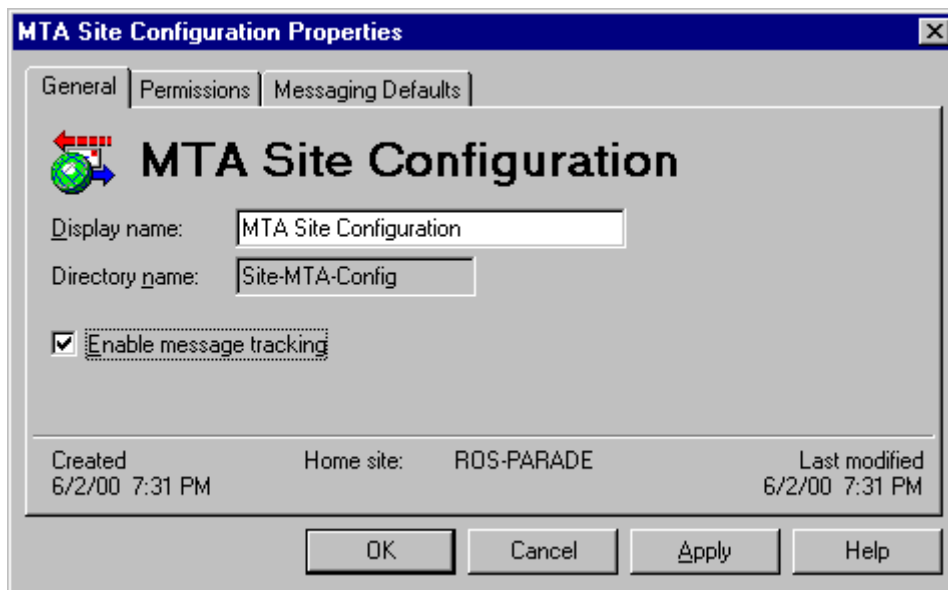 MTA Site Configuration Properties
General Permissions Messaging Defaults
MTA Site Configuration
Display name: MTA Site Configuration
Directory name: Site-MTA-Config
Enable message tracking
Created Home site: ROS-PARADE Last modified
6/2/00 7:31 PM 6/2/00 7:31 PM
OK Cancel Apply Help